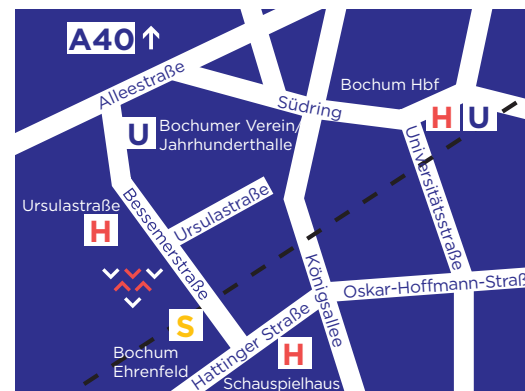 A40 ↑
Alleestraße
Bochum Hbf
Südring
H U
U
Bochumer Verein/
Jahrhunderthalle
Universitätsstraße
Ursulastraße
H
Bessemerstraße
Ursulastraße
Königsallee
Oskar-Hoffmann-Straß
S
Bochum
Ehrenfeld
Hattinger Straße
H
Schauspielhaus